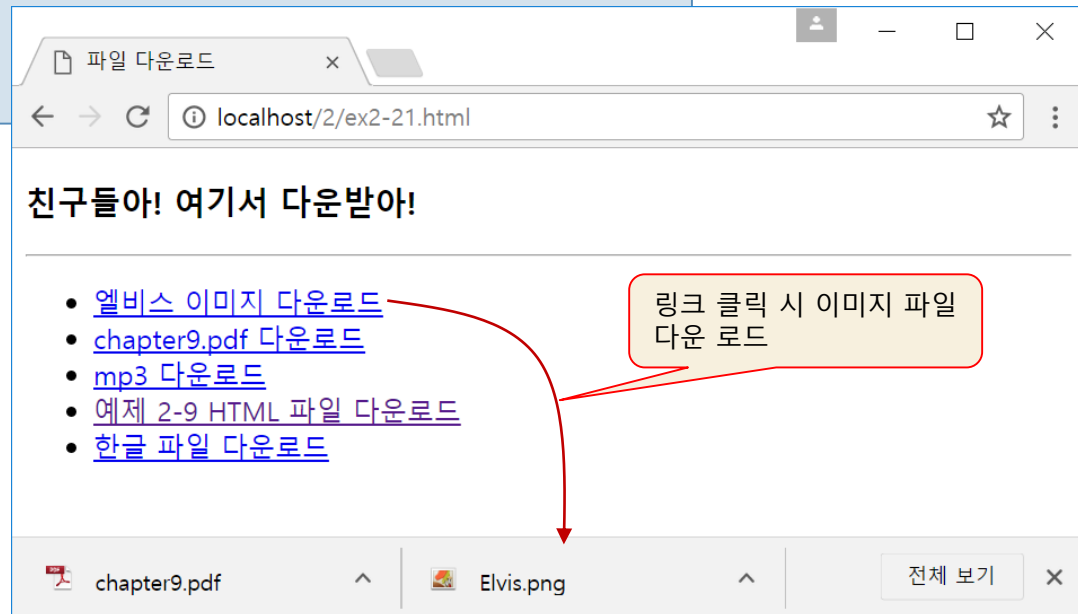 파일 다운로드
localhost/2/ex2-21.html
친구들아! 여기서 다운받아!
엘비스 이미지 다운로드
chapter9.pdf 다운로드
mp3 다운로드
예제 2-9 HTML 파일 다운로드
한글 파일 다운로드
링크 클릭 시 이미지 파일
다운 로드
chapter9.pdf
Elvis.png
전체 보기